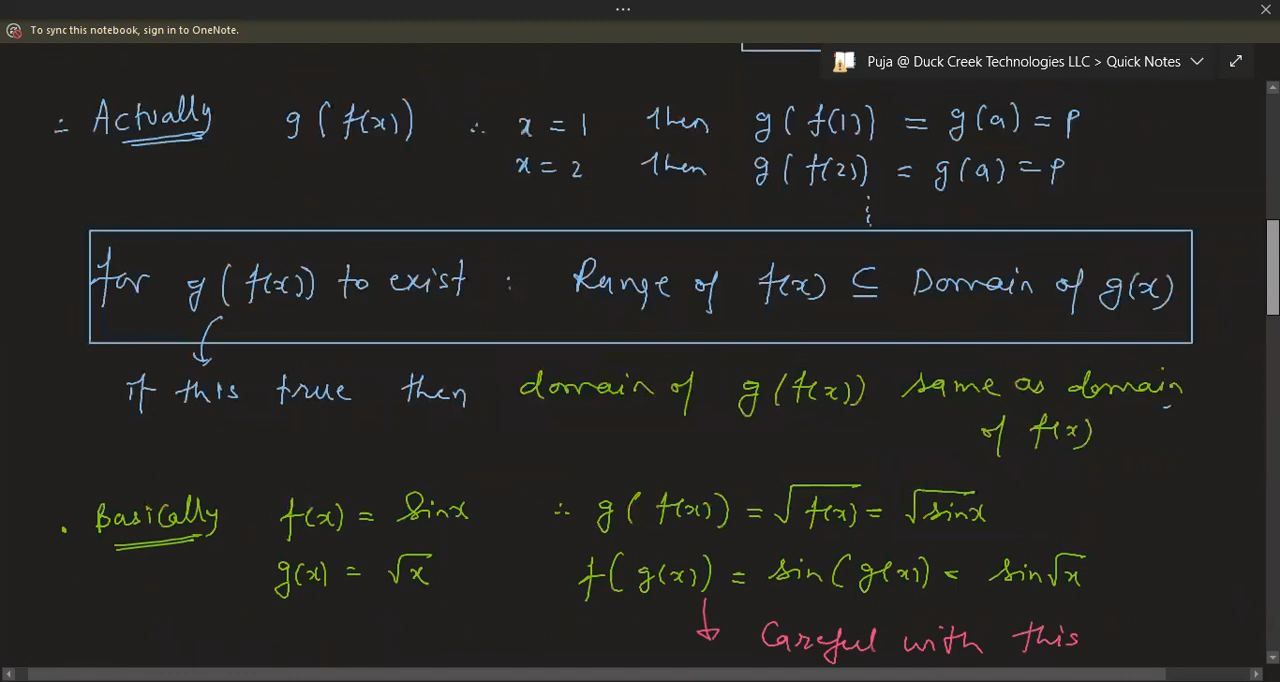 ...
To sync this notebook, sign in to OneNote.
Puja @ Duck Creek Technologies LLC > Quick Notes
∴ Actually g(f(x)) ∴ x = 1 then g(f(1)) = g(a) = p
x = 2 then g(f(2)) = g(a) = p
For g(f(x)) to exist : Range of f(x) ⊆ Domain of g(x)
if this true then domain of g(f(x)) same as domain
of f(x)
. Basically f(x) = sinx ∴ g(f(x)) = √f(x) = √sinx
g(x) = √x f(g(x)) = sin(g(x)) = sin√x
Careful with this